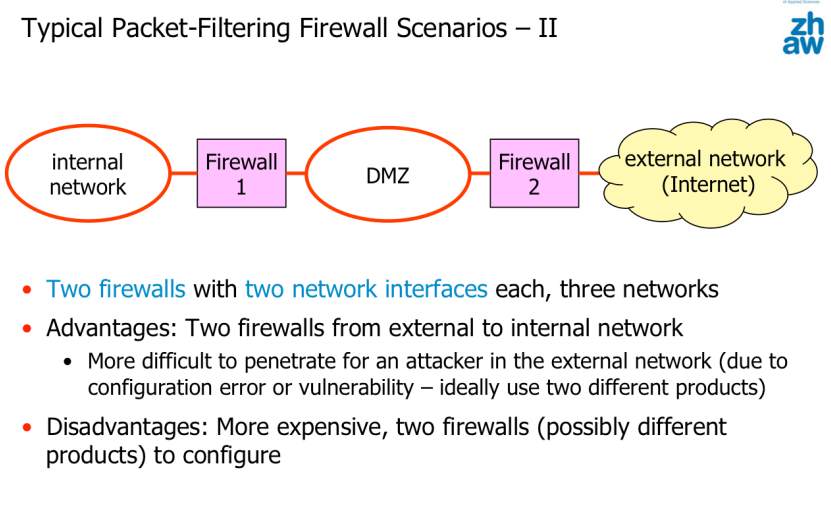 of Applied Sciences
Typical Packet-Filtering Firewall Scenarios – II
zh
aw
internal
network
Firewall
1
DMZ
Firewall
2
external network
(Internet)
• Two firewalls with two network interfaces each, three networks
• Advantages: Two firewalls from external to internal network
• More difficult to penetrate for an attacker in the external network (due to
configuration error or vulnerability – ideally use two different products)
• Disadvantages: More expensive, two firewalls (possibly different
products) to configure